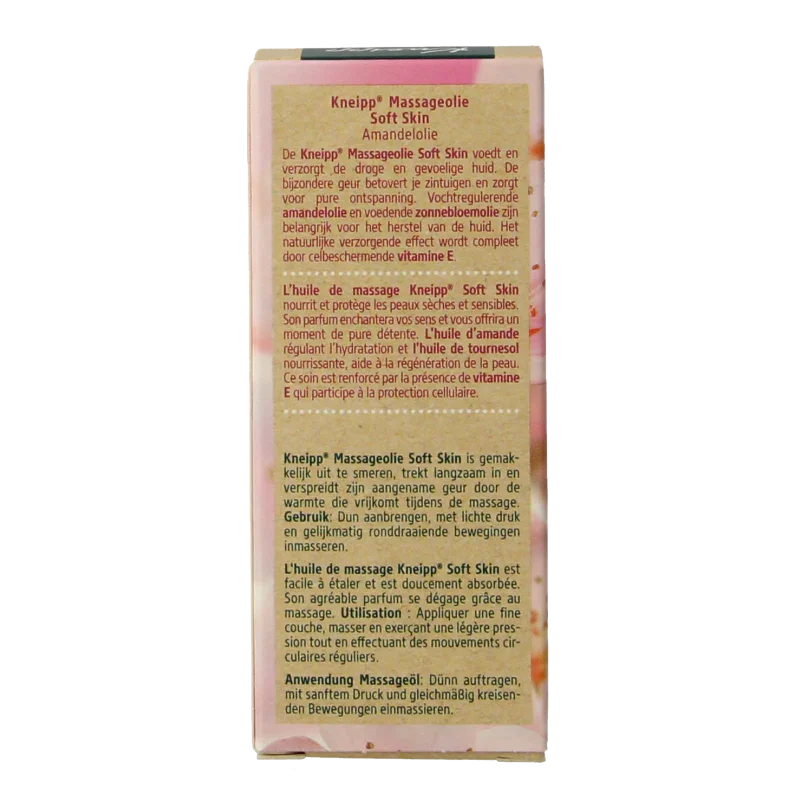 Kneipp
Kneipp® Massageolie
Soft Skin
Amandelolie
De Kneipp® Massageolie Soft Skin voedt en
verzorgt de droge en gevoelige huid. De
bijzondere geur betovert je zintuigen en zorgt
voor pure ontspanning. Vochtregulerende
amandelolie en voedende zonnebloemolie zijn
belangrijk voor het herstel van de huid. Het
natuurlijke verzorgende effect wordt compleet
door celbeschermende vitamine E.
L'huile de massage Kneipp® Soft Skin
nourrit et protège les peaux sèches et sensibles.
Son parfum enchantera vos sens et vous offrira un
moment de pure détente. L'huile d'amande
régulant l'hydratation et l'huile de tournesol
nourrissante, aide à la régénération de la peau.
Ce soin est renforcé par la présence de vitamine
E qui participe à la protection cellulaire.
Kneipp® Massageolie Soft Skin is gemak-
kelijk uit te smeren, trekt langzaam in en
verspreidt zijn aangename geur door de
warmte die vrijkomt tijdens de massage.
Gebruik: Dun aanbrengen, met lichte druk
en gelijkmatig ronddraaiende bewegingen
inmasseren.
L'huile de massage Kneipp® Soft Skin est
facile à étaler et est doucement absorbée.
Son agréable parfum se dégage grâce au
massage. Utilisation : Appliquer une fine
couche, masser en exerçant une légère pres-
sion tout en effectuant des mouvements cir-
culaires réguliers.
Anwendung Massageöl: Dünn auftragen,
mit sanftem Druck und gleichmäßig kreisen-
den Bewegungen einmassieren.